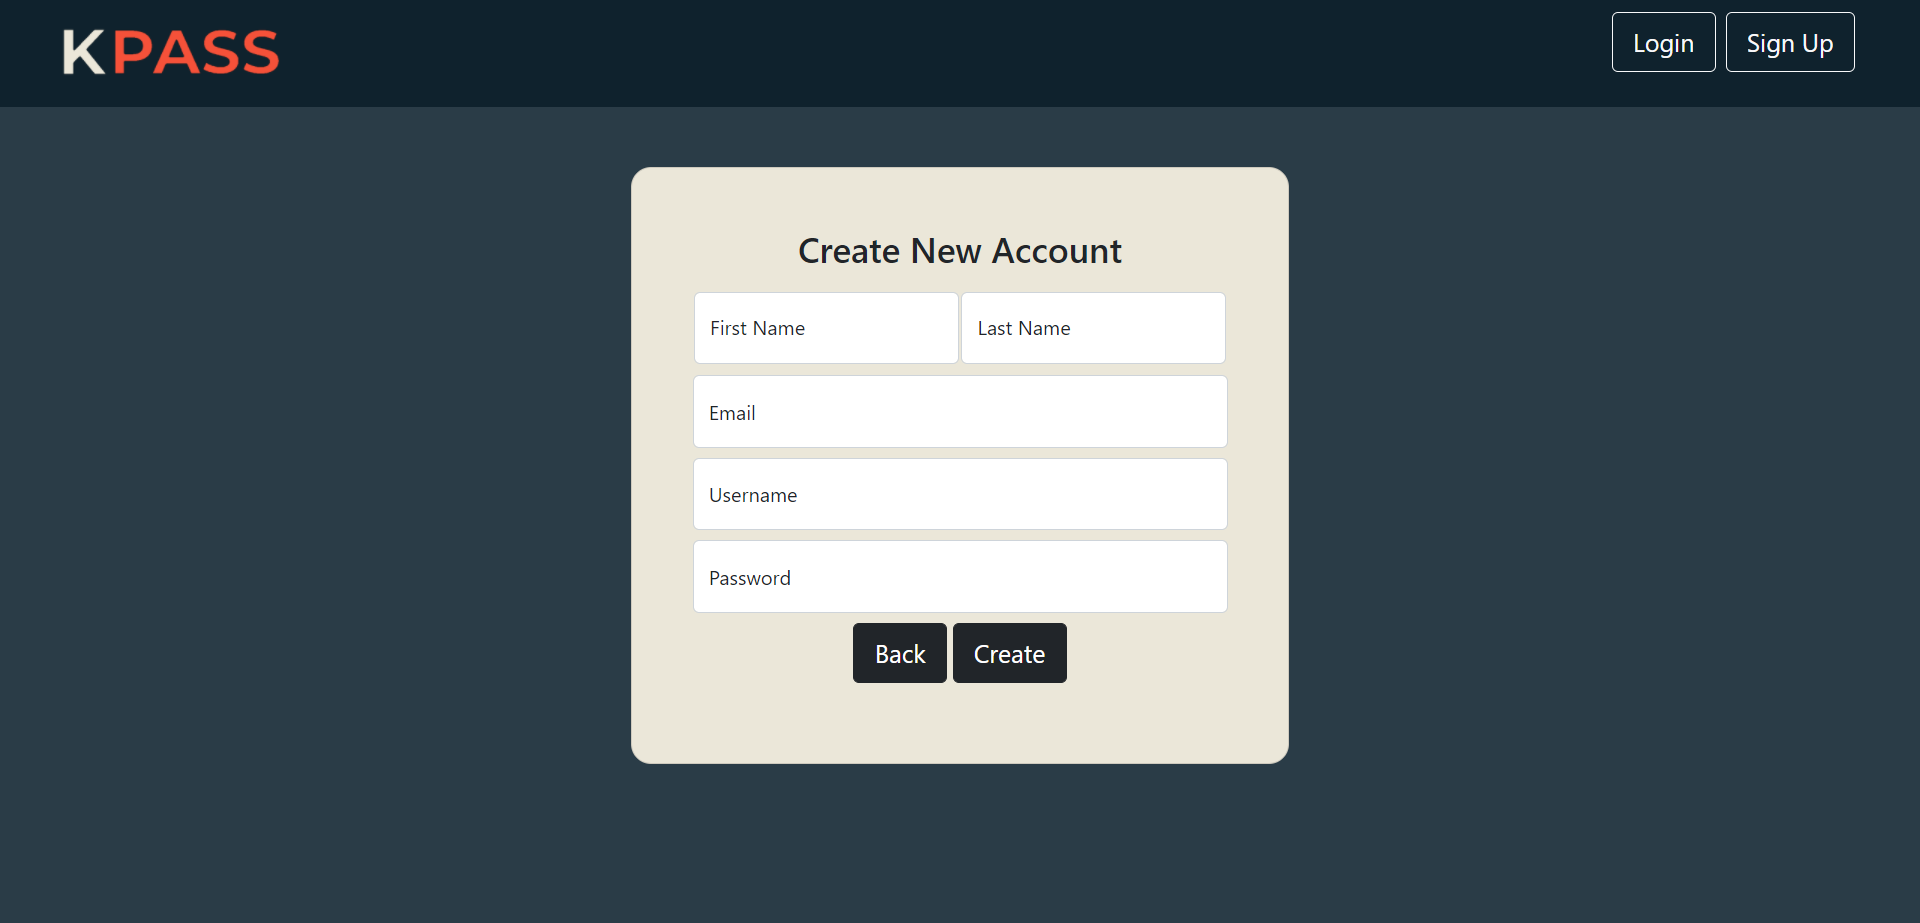 KPASS
Login Sign Up
Create New Account
First Name Last Name
Email
Username
Password
Back Create